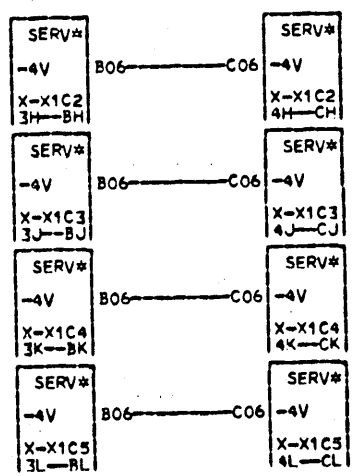 SERV* SERV*
-4V B06 C06 -4V
X-X1C2 X-X1C2
3H--BH 4H--CH
SERV* SERV*
-4V B06 C06 -4V
X-X1C3 X-X1C3
3J--BJ 4J--CJ
SERV* SERV*
-4V B06 C06 -4V
X-X1C4 X-X1C4
3K--BK 4K--CK
SERV* SERV*
-4V B06 C06 -4V
X-X1C5 X-X1C5
3L--BL 4L--CL